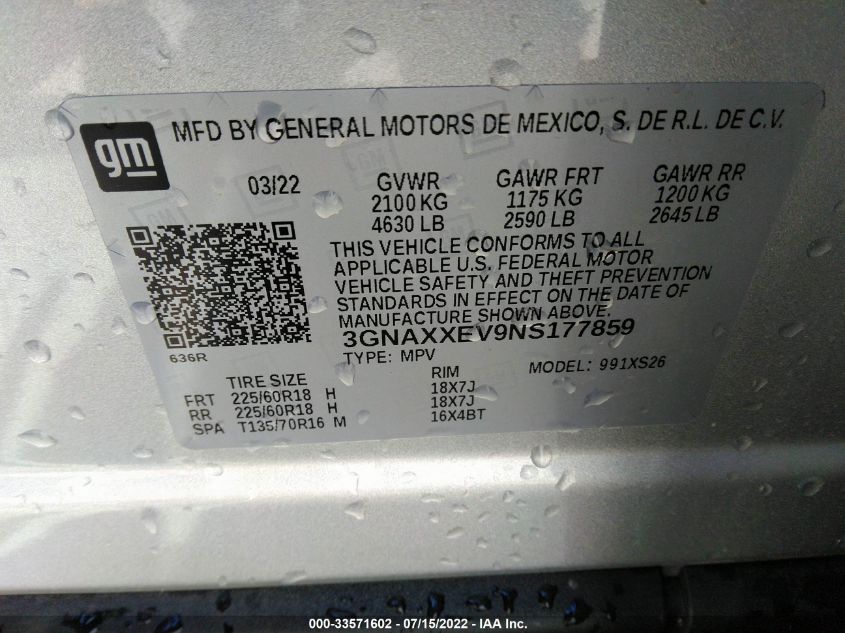 gm
MFD BY GENERAL MOTORS DE MEXICO, S. DE R.L. DE C.V.
03/22 GVWR GAWR FRT GAWR RR
2100 KG 1175 KG 1200 KG
4630 LB 2590 LB 2645 LB
THIS VEHICLE CONFORMS TO ALL
APPLICABLE U.S. FEDERAL MOTOR
VEHICLE SAFETY AND THEFT PREVENTION
STANDARDS IN EFFECT ON THE DATE OF
MANUFACTURE SHOWN ABOVE.
3GNAXXEV9NS177859
636R
TYPE: MPV MODEL: 991XS26
TIRE SIZE RIM
FRT 225/60R18 H 18X7J
RR 225/60R18 H 18X7J
SPA T135/70R16 M 16X4BT
000-33571602 - 07/15/2022 - IAA Inc.